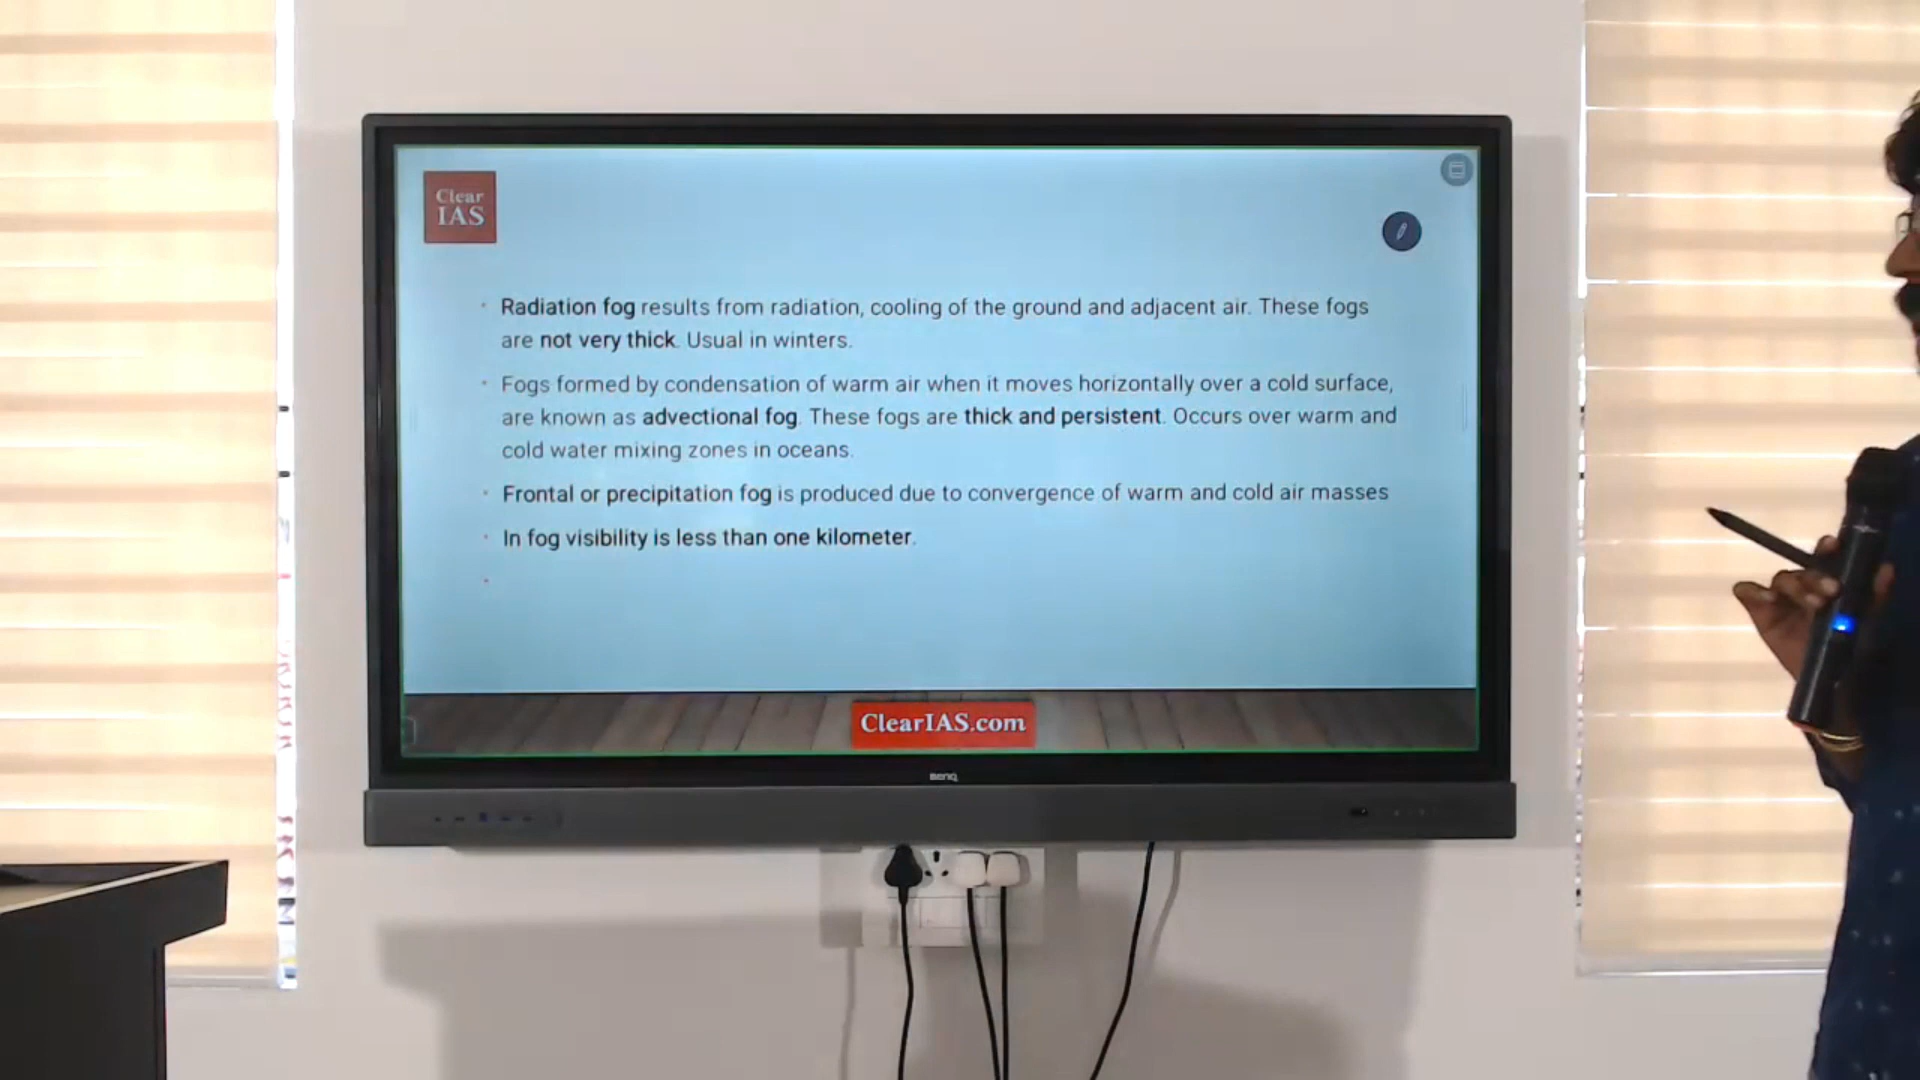 Clear
IAS
Radiation fog results from radiation, cooling of the ground and adjacent air. These fogs
are not very thick. Usual in winters.
Fogs formed by condensation of warm air when it moves horizontally over a cold surface,
are known as advectional fog. These fogs are thick and persistent. Occurs over warm and
cold water mixing zones in oceans.
Frontal or precipitation fog is produced due to convergence of warm and cold air masses
In fog visibility is less than one kilometer.
ClearIAS.com
BenQ